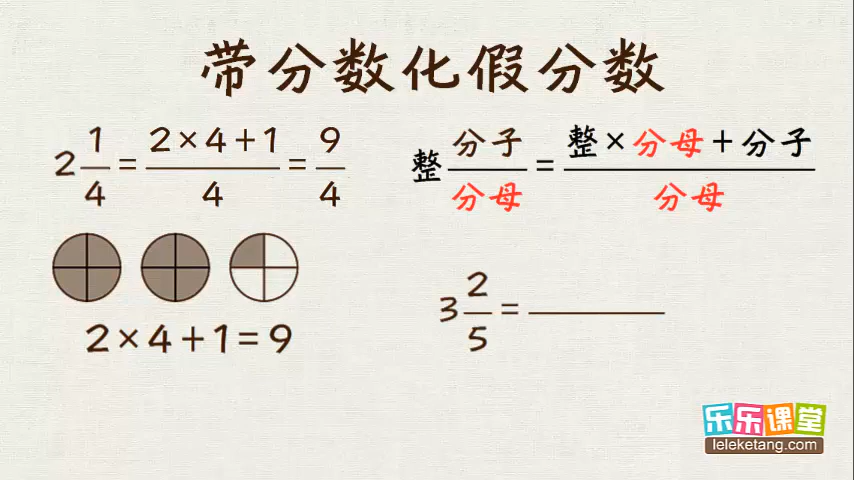 带分数化假分数
2 1/4 = (2×4+1)/4 = 9/4
整 分子/分母 = (整×分母+分子)/分母
2×4+1=9
3 2/5 = ———
乐乐课堂
leleketang.com